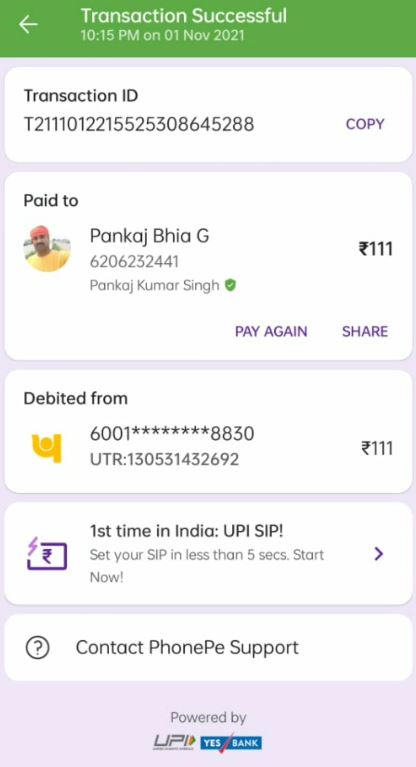 Transaction Successful
10:15 PM on 01 Nov 2021
Transaction ID
T2111012215525308645288
COPY
Paid to
Pankaj Bhia G
₹111
6206232441
Pankaj Kumar Singh
PAY AGAIN
SHARE
Debited from
6001********8830
₹111
UTR:130531432692
1st time in India: UPI SIP!
Set your SIP in less than 5 secs. Start
Now!
Contact PhonePe Support
Powered by
UPI
YES BANK